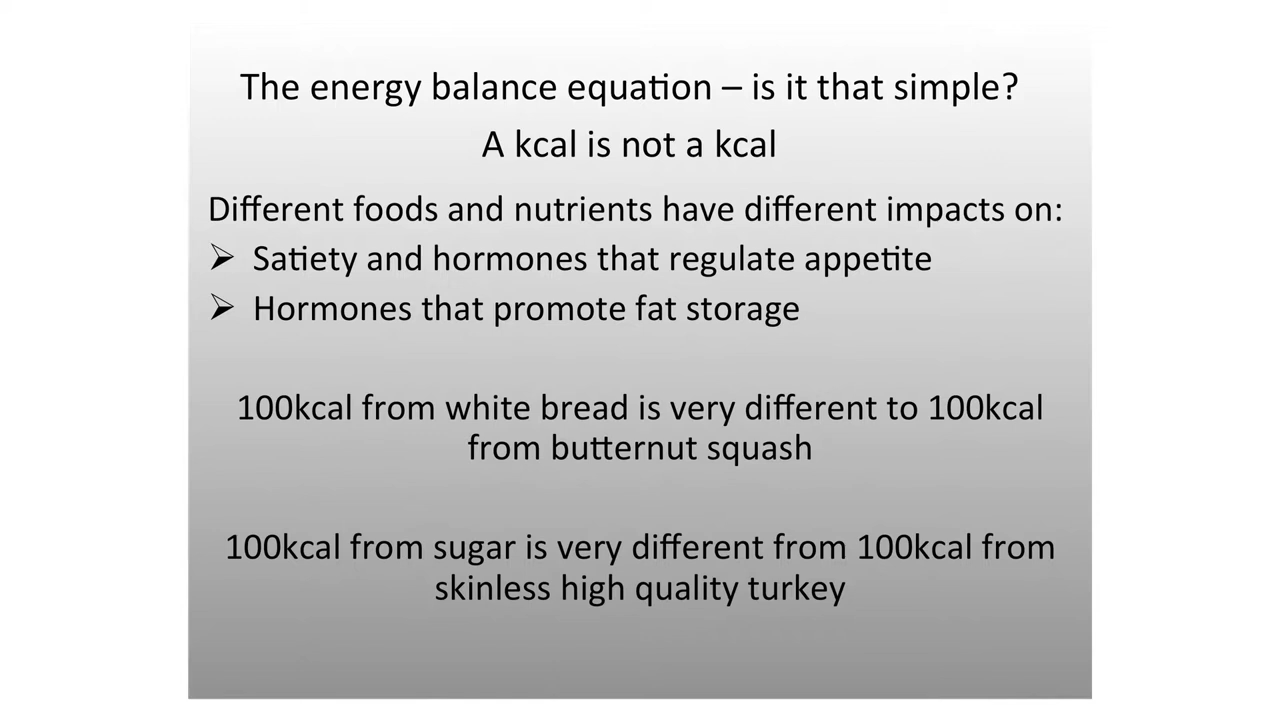 The energy balance equation – is it that simple?
A kcal is not a kcal
Different foods and nutrients have different impacts on:
➢ Satiety and hormones that regulate appetite
➢ Hormones that promote fat storage
100kcal from white bread is very different to 100kcal
from butternut squash
100kcal from sugar is very different from 100kcal from
skinless high quality turkey